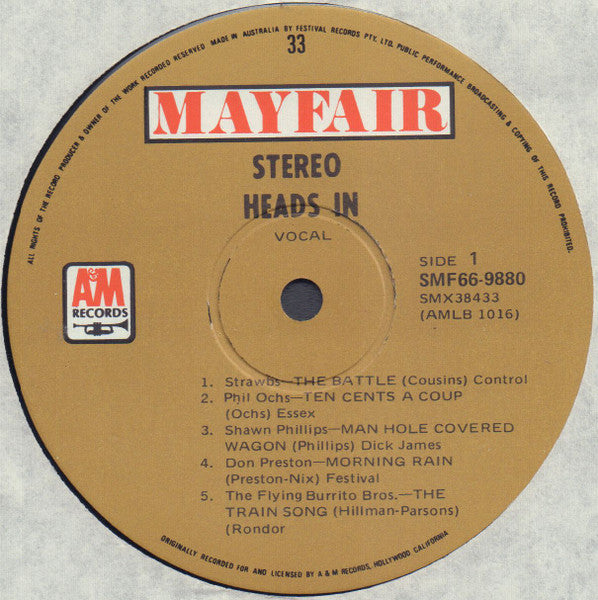 ALL RIGHTS OF THE RECORD PRODUCER & OWNER OF THE WORK RECORDED RESERVED MADE IN AUSTRALIA BY FESTIVAL RECORDS PTY. LTD. PUBLIC PERFORMANCE BROADCASTING & COPYING OF THIS RECORD PROHIBITED.
33
MAYFAIR
STEREO
HEADS IN
VOCAL
SIDE 1
SMF66-9880
SMX38433
(AMLB 1016)
A&M
RECORDS
1. Strawbs—THE BATTLE (Cousins) Control
2. Phil Ochs—TEN CENTS A COUP
(Ochs) Essex
3. Shawn Phillips—MAN HOLE COVERED
WAGON (Phillips) Dick James
4. Don Preston—MORNING RAIN
(Preston-Nix) Festival
5. The Flying Burrito Bros.—THE
TRAIN SONG (Hillman-Parsons)
(Rondor
ORIGINALLY RECORDED FOR AND LICENSED BY A & M RECORDS, HOLLYWOOD CALIFORNIA